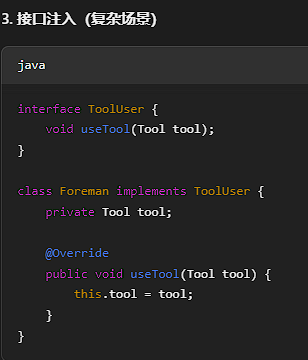 3. 接口注入（复杂场景）
java
interface ToolUser {
    void useTool(Tool tool);
}
class Foreman implements ToolUser {
    private Tool tool;
    @Override
    public void useTool(Tool tool) {
        this.tool = tool;
    }
}